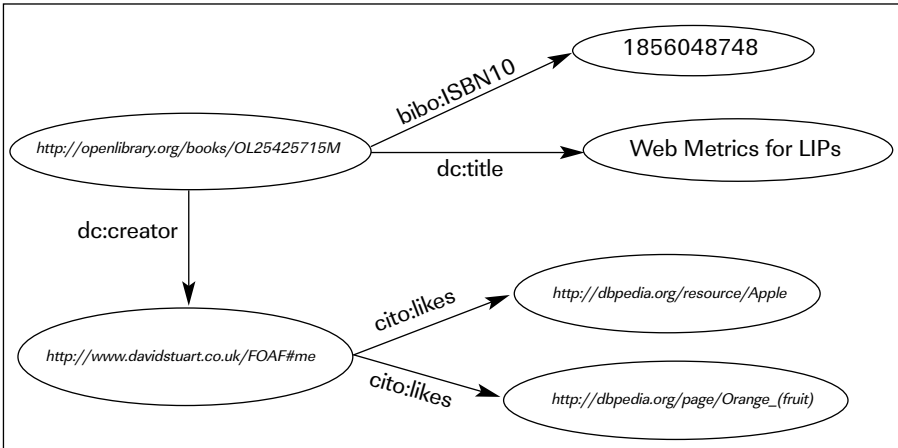 1856048748
bibo:ISBN10
http://openlibrary.org/books/OL25425715M
Web Metrics for LIPs
dc:title
dc:creator
cito:likes
http://dbpedia.org/resource/Apple
http://www.davidstuart.co.uk/FOAF#me
cito:likes
http://dbpedia.org/page/Orange_(fruit)